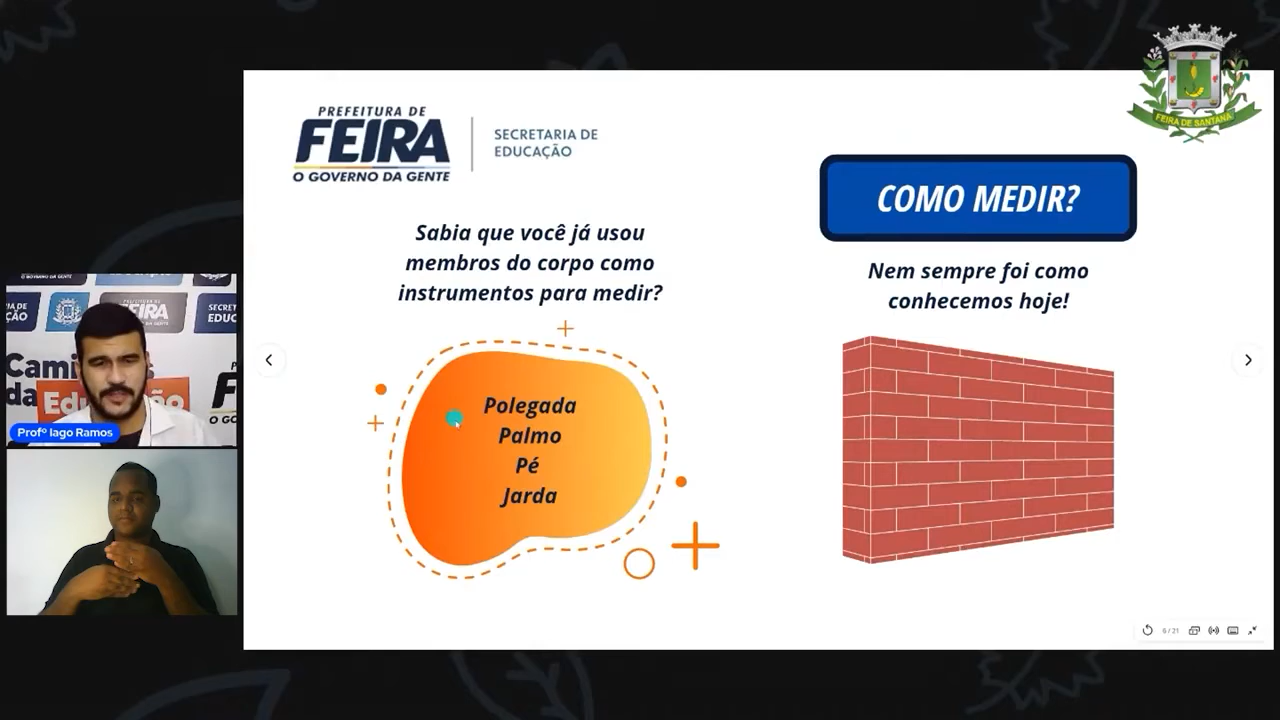 PREFEITURA DE
FEIRA
O GOVERNO DA GENTE
SECRETARIA DE
EDUCAÇÃO
FEIRA DE SANTANA
COMO MEDIR?
Sabia que você já usou
membros do corpo como
instrumentos para medir?
Nem sempre foi como
conhecemos hoje!
Polegada
Palmo
Pé
Jarda
Profº Iago Ramos
6 / 21